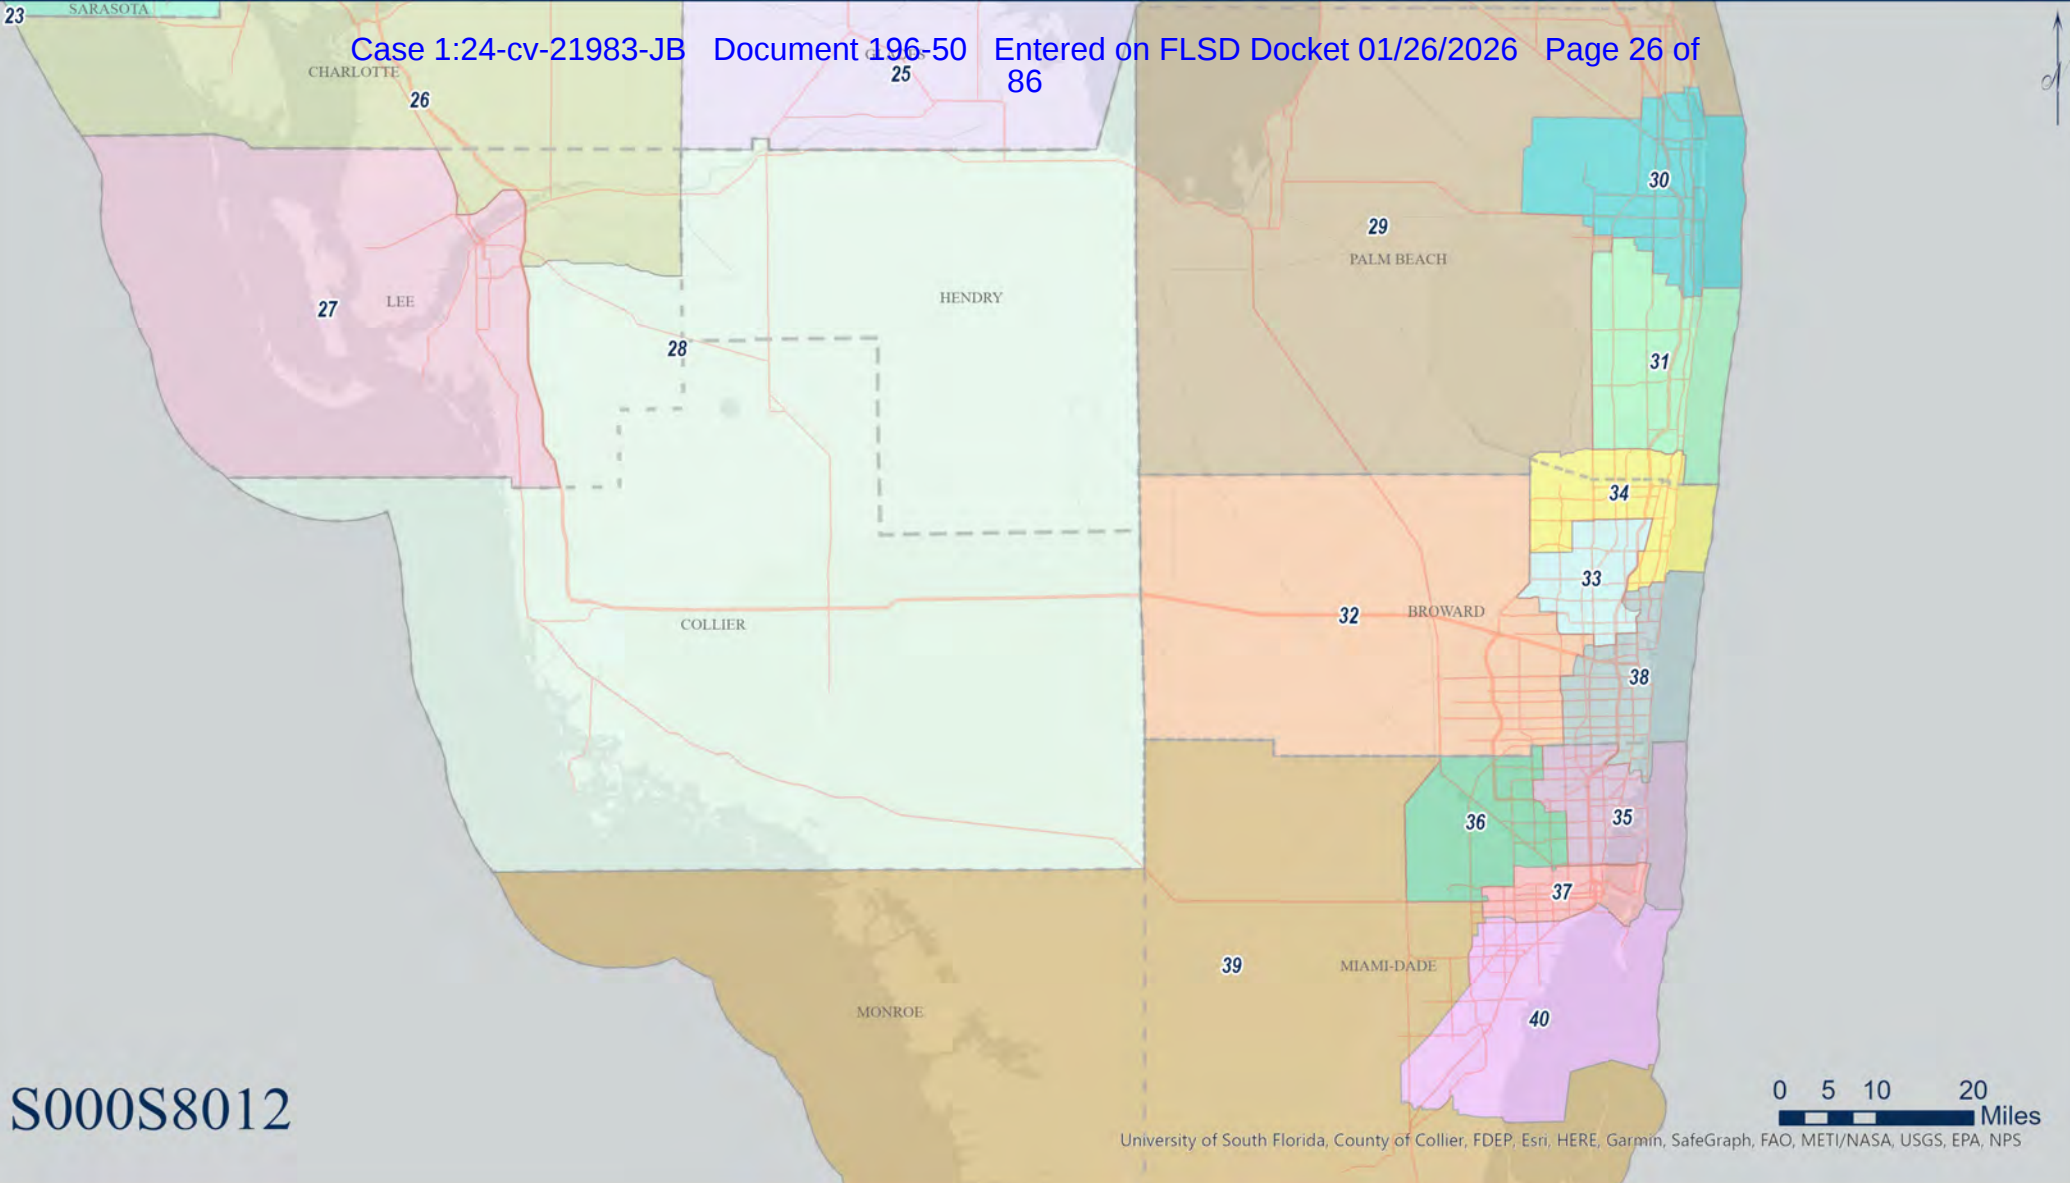 23
SARASOTA
Case 1:24-cv-21983-JB Document 196-50 Entered on FLSD Docket 01/26/2026 Page 26 of
86
CHARLOTTE
25
26
30
29
PALM BEACH
HENDRY
LEE
27
28
31
34
33
32
BROWARD
COLLIER
38
36
35
37
39
MIAMI-DADE
MONROE
40
S000S8012
0 5 10 20
Miles
University of South Florida, County of Collier, FDEP, Esri, HERE, Garmin, SafeGraph, FAO, METI/NASA, USGS, EPA, NPS